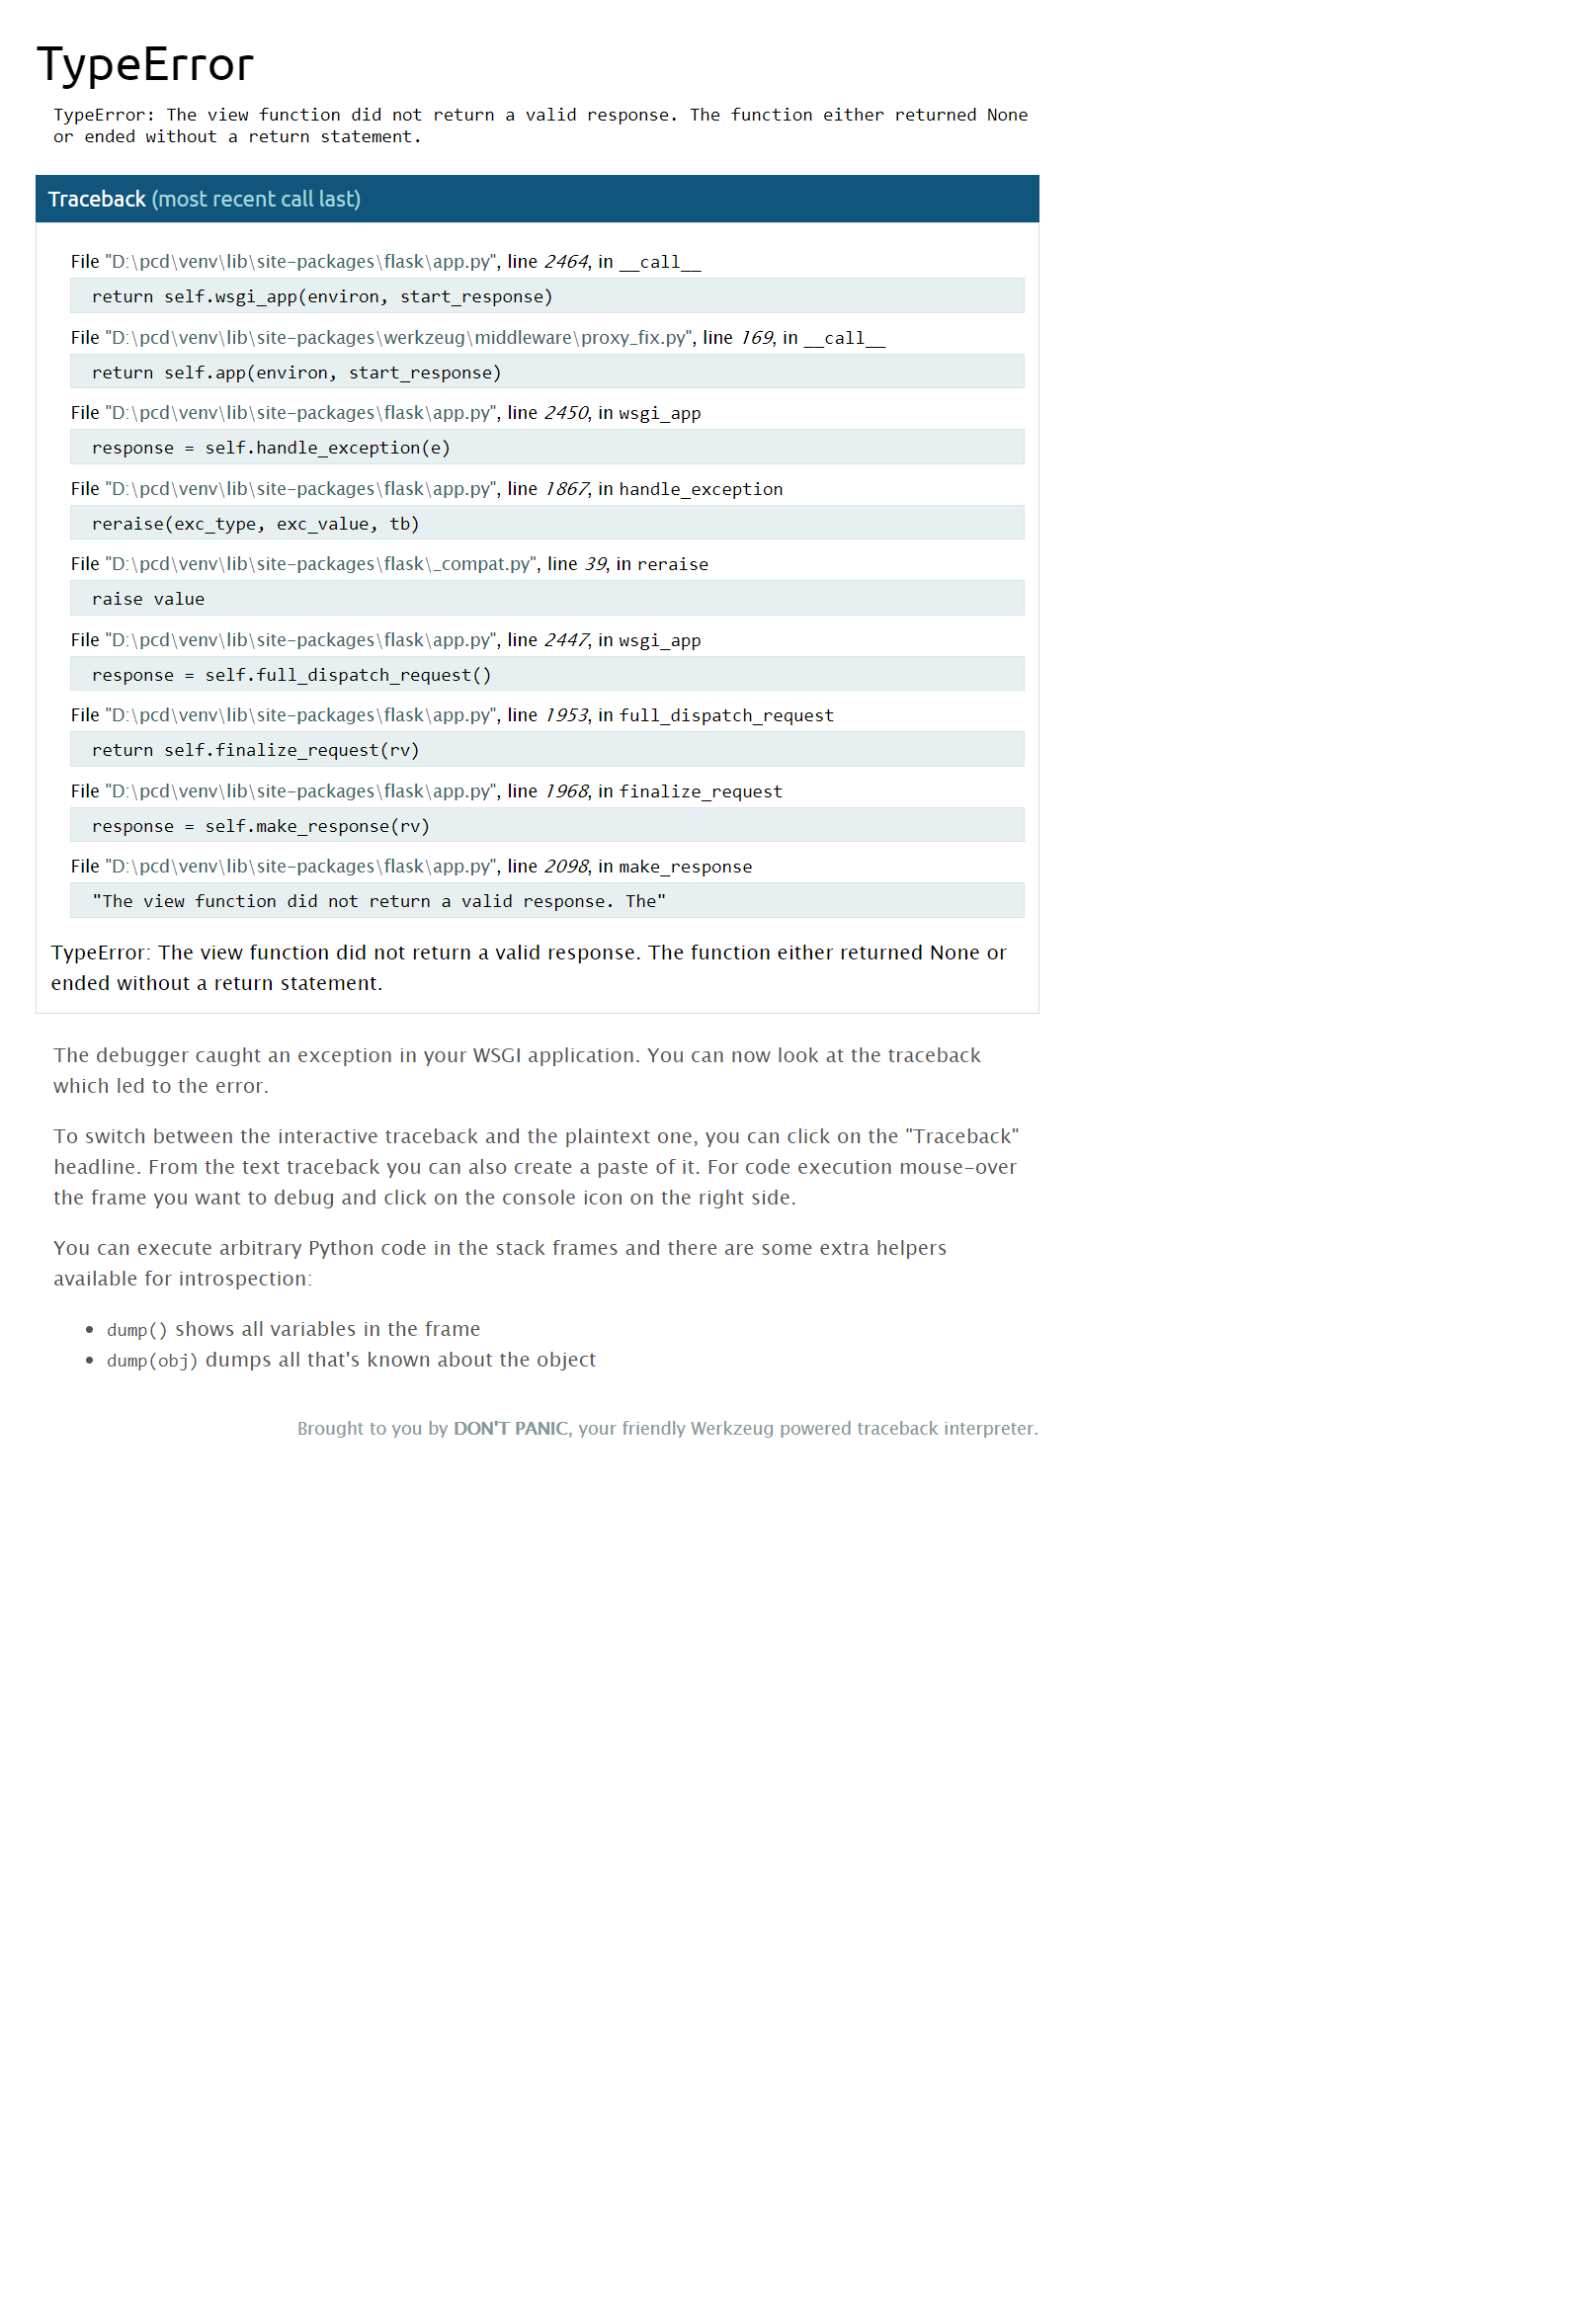 TypeError
TypeError: The view function did not return a valid response. The function either returned None
or ended without a return statement.
Traceback (most recent call last)
File "D:\pcd\venv\lib\site-packages\flask\app.py", line 2464, in __call__
return self.wsgi_app(environ, start_response)
File "D:\pcd\venv\lib\site-packages\werkzeug\middleware\proxy_fix.py", line 169, in __call__
return self.app(environ, start_response)
File "D:\pcd\venv\lib\site-packages\flask\app.py", line 2450, in wsgi_app
response = self.handle_exception(e)
File "D:\pcd\venv\lib\site-packages\flask\app.py", line 1867, in handle_exception
reraise(exc_type, exc_value, tb)
File "D:\pcd\venv\lib\site-packages\flask\_compat.py", line 39, in reraise
raise value
File "D:\pcd\venv\lib\site-packages\flask\app.py", line 2447, in wsgi_app
response = self.full_dispatch_request()
File "D:\pcd\venv\lib\site-packages\flask\app.py", line 1953, in full_dispatch_request
return self.finalize_request(rv)
File "D:\pcd\venv\lib\site-packages\flask\app.py", line 1968, in finalize_request
response = self.make_response(rv)
File "D:\pcd\venv\lib\site-packages\flask\app.py", line 2098, in make_response
"The view function did not return a valid response. The"
TypeError: The view function did not return a valid response. The function either returned None or
ended without a return statement.
The debugger caught an exception in your WSGI application. You can now look at the traceback
which led to the error.
To switch between the interactive traceback and the plaintext one, you can click on the "Traceback"
headline. From the text traceback you can also create a paste of it. For code execution mouse-over
the frame you want to debug and click on the console icon on the right side.
You can execute arbitrary Python code in the stack frames and there are some extra helpers
available for introspection:
• dump() shows all variables in the frame
• dump(obj) dumps all that's known about the object
Brought to you by DON'T PANIC, your friendly Werkzeug powered traceback interpreter.